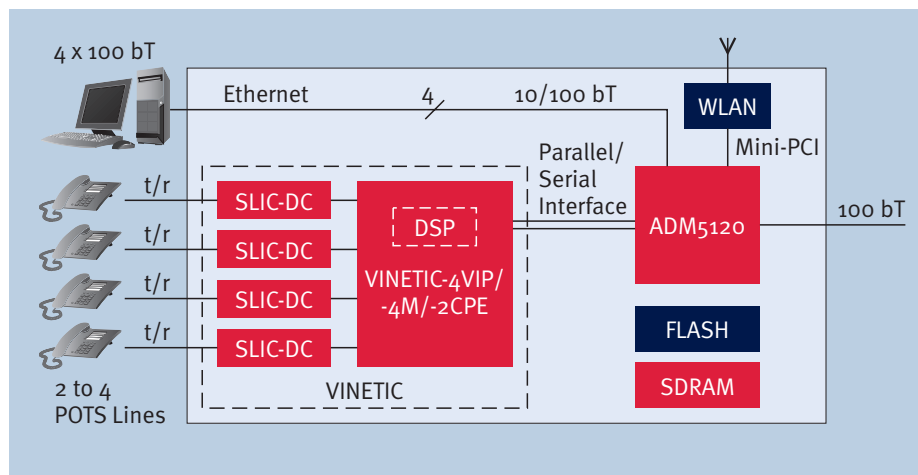 4 x 100 bT
Ethernet
4
10/100 bT
WLAN
Mini-PCI
Parallel/
Serial
Interface
t/r
SLIC-DC
t/r
SLIC-DC
t/r
SLIC-DC
t/r
SLIC-DC
DSP
VINETIC-4VIP/
-4M/-2CPE
VINETIC
ADM5120
100 bT
FLASH
SDRAM
2 to 4
POTS Lines